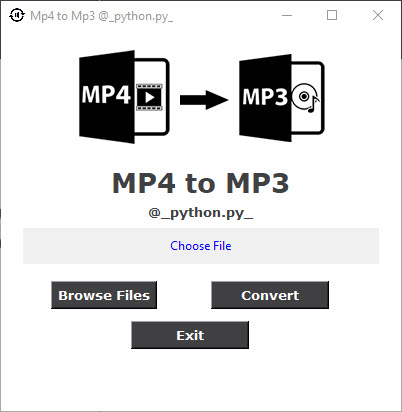 Mp4 to Mp3 @_python.py_
MP4 MP3
MP4 to MP3
@_python.py_
Choose File
Browse Files Convert
Exit